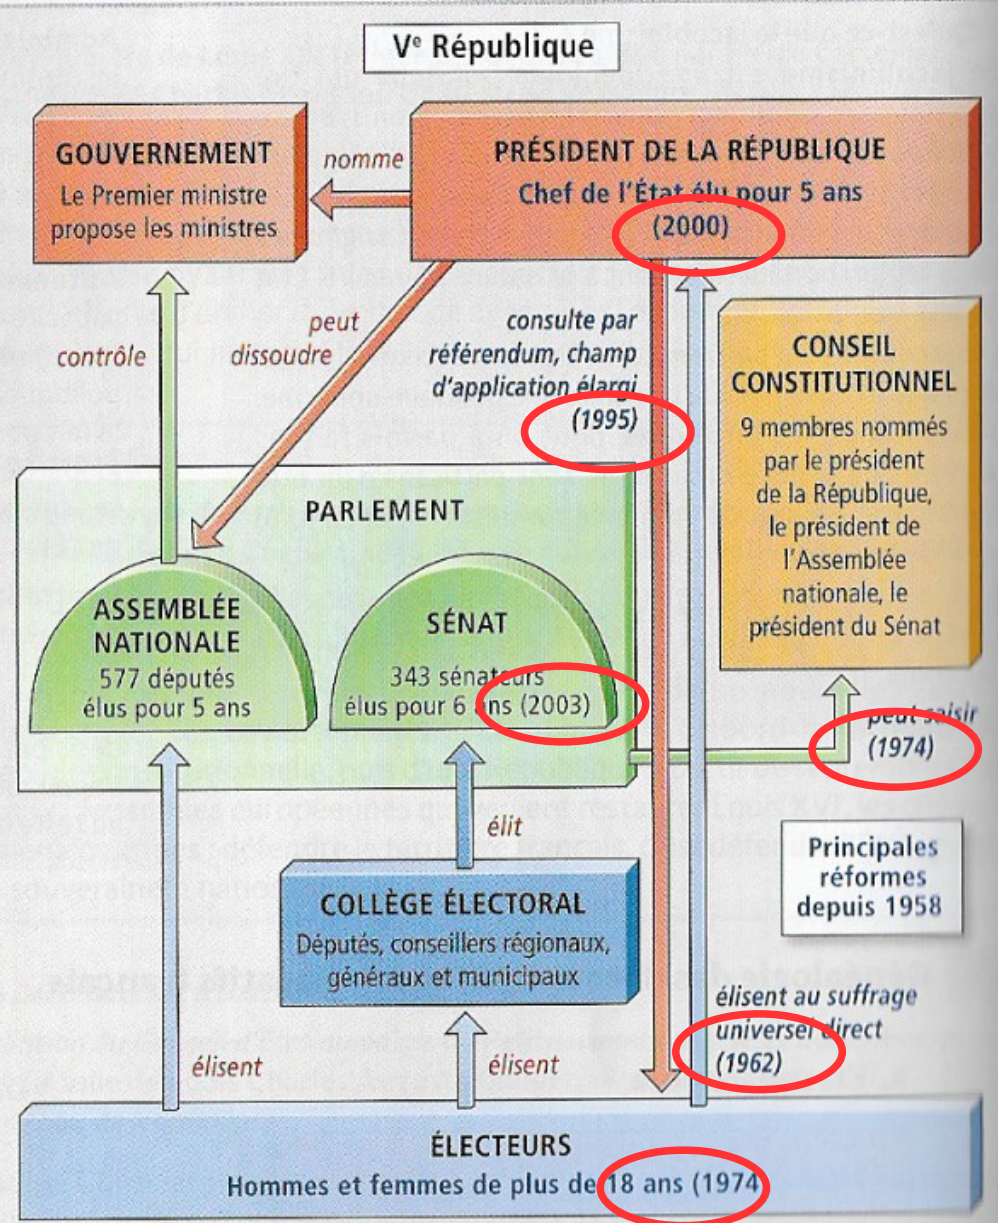 Ve République
GOUVERNEMENT
Le Premier ministre
propose les ministres
nomme
PRÉSIDENT DE LA RÉPUBLIQUE
Chef de l'État élu pour 5 ans
(2000)
contrôle
peut
dissoudre
consulte par
référendum, champ
d'application élargi
(1995)
CONSEIL
CONSTITUTIONNEL
9 membres nommés
par le président
de la République,
le président de
l'Assemblée
nationale, le
président du Sénat
PARLEMENT
ASSEMBLÉE
NATIONALE
577 députés
élus pour 5 ans
SÉNAT
343 sénateurs
élus pour 6 ans (2003)
peut saisir
(1974)
élit
Principales
réformes
depuis 1958
COLLÈGE ÉLECTORAL
Députés, conseillers régionaux,
généraux et municipaux
élisent au suffrage
universel direct
(1962)
élisent
élisent
ÉLECTEURS
Hommes et femmes de plus de 18 ans (1974